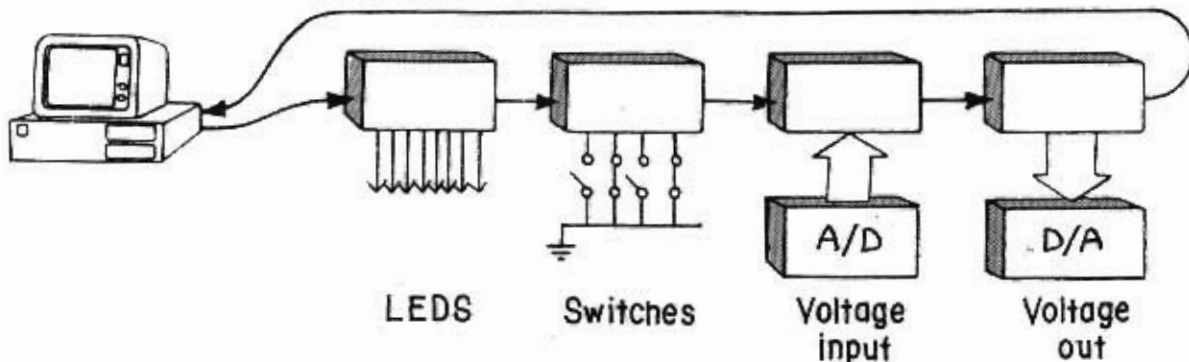 A/D
D/A
LEDS
Switches
Voltage
input
Voltage
out